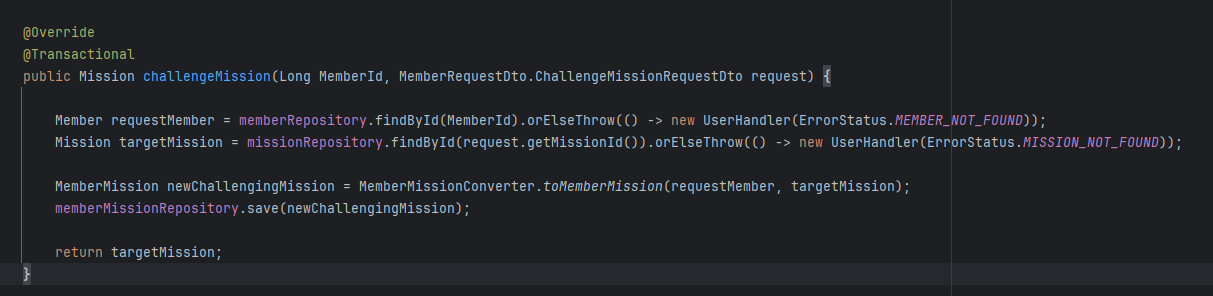 @Override
@Transactional
public Mission challengeMission(Long MemberId, MemberRequestDto.ChallengeMissionRequestDto request) {
Member requestMember = memberRepository.findById(MemberId).orElseThrow(() -> new UserHandler(ErrorStatus.MEMBER_NOT_FOUND));
Mission targetMission = missionRepository.findById(request.getMissionId()).orElseThrow(() -> new UserHandler(ErrorStatus.MISSION_NOT_FOUND));
MemberMission newChallengingMission = MemberMissionConverter.toMemberMission(requestMember, targetMission);
memberMissionRepository.save(newChallengingMission);
return targetMission;
}